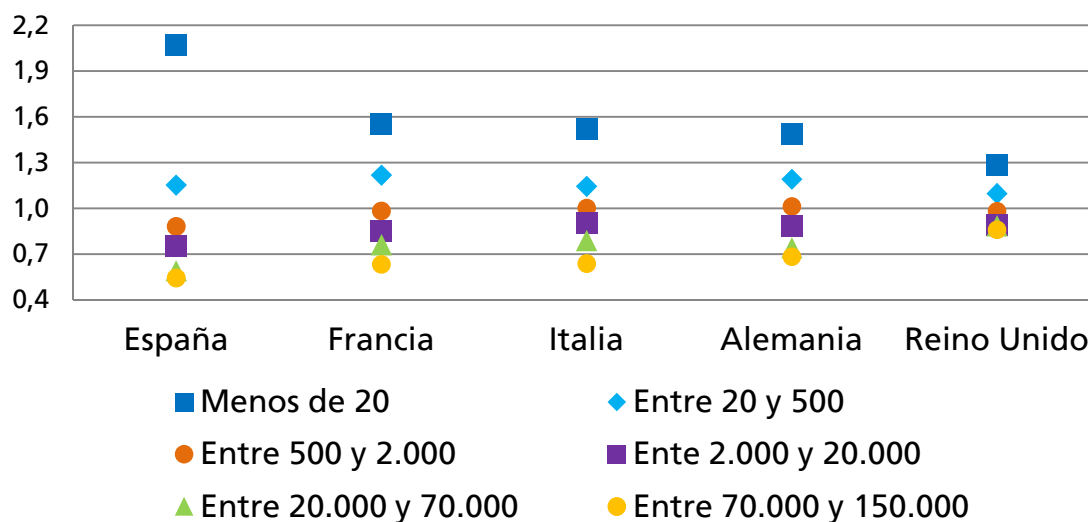 2,2
1,9
1,6
1,3
1,0
0,7
0,4
España Francia Italia Alemania Reino Unido
Menos de 20 Entre 20 y 500
Entre 500 y 2.000 Ente 2.000 y 20.000
Entre 20.000 y 70.000 Entre 70.000 y 150.000